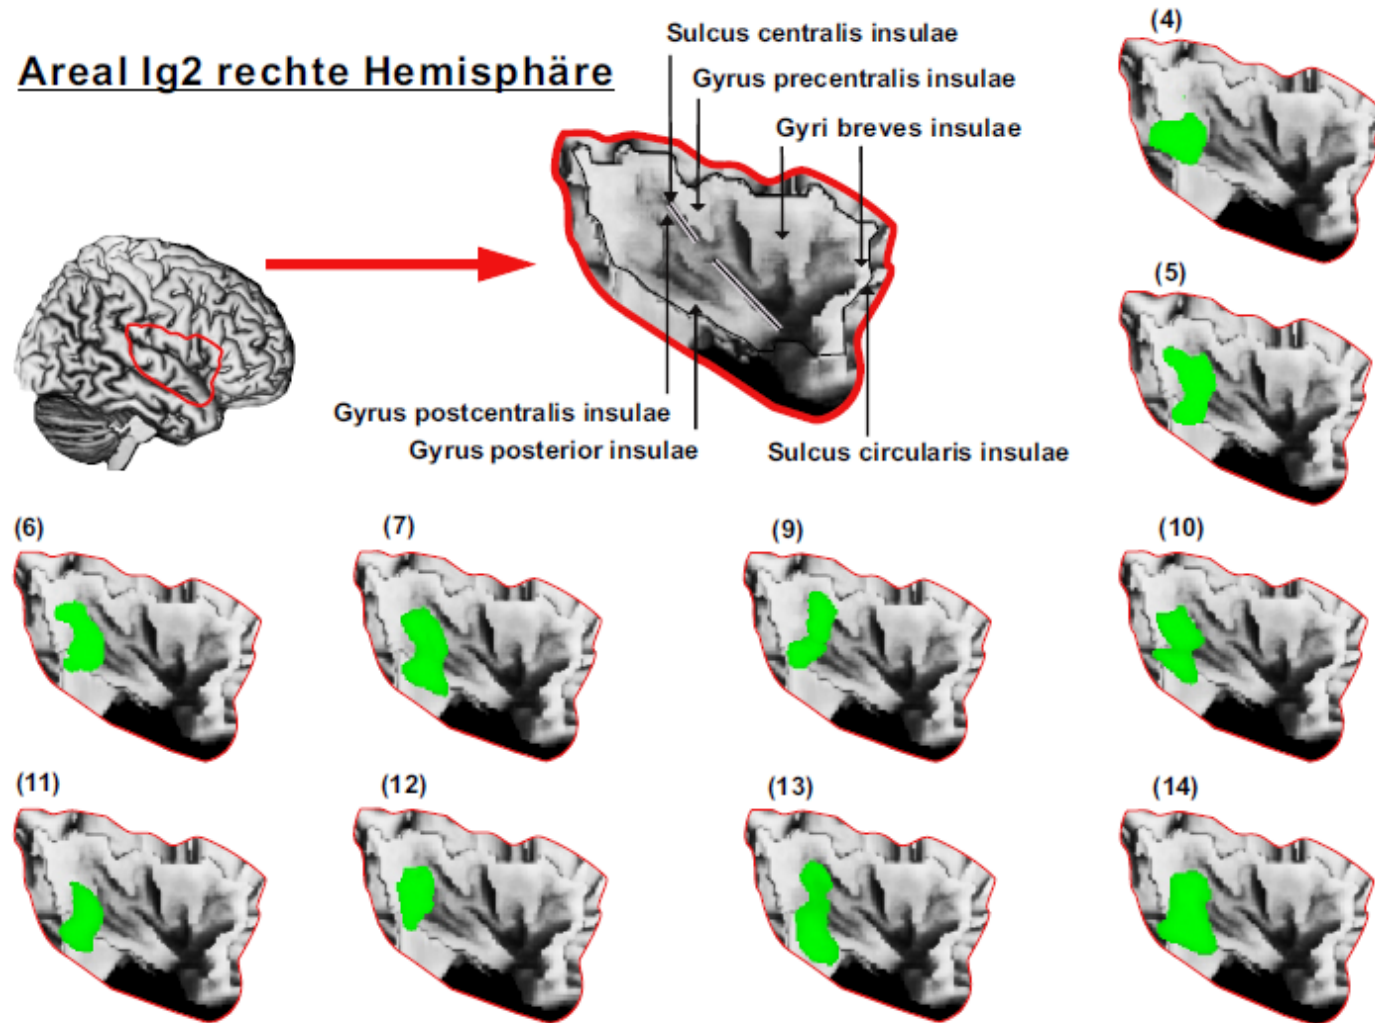 Areal Ig2 rechte Hemisphäre
Sulcus centralis insulae
Gyrus precentralis insulae
Gyri breves insulae
Gyrus postcentralis insulae
Gyrus posterior insulae
Sulcus circularis insulae
(4)
(5)
(6)
(7)
(9)
(10)
(11)
(12)
(13)
(14)